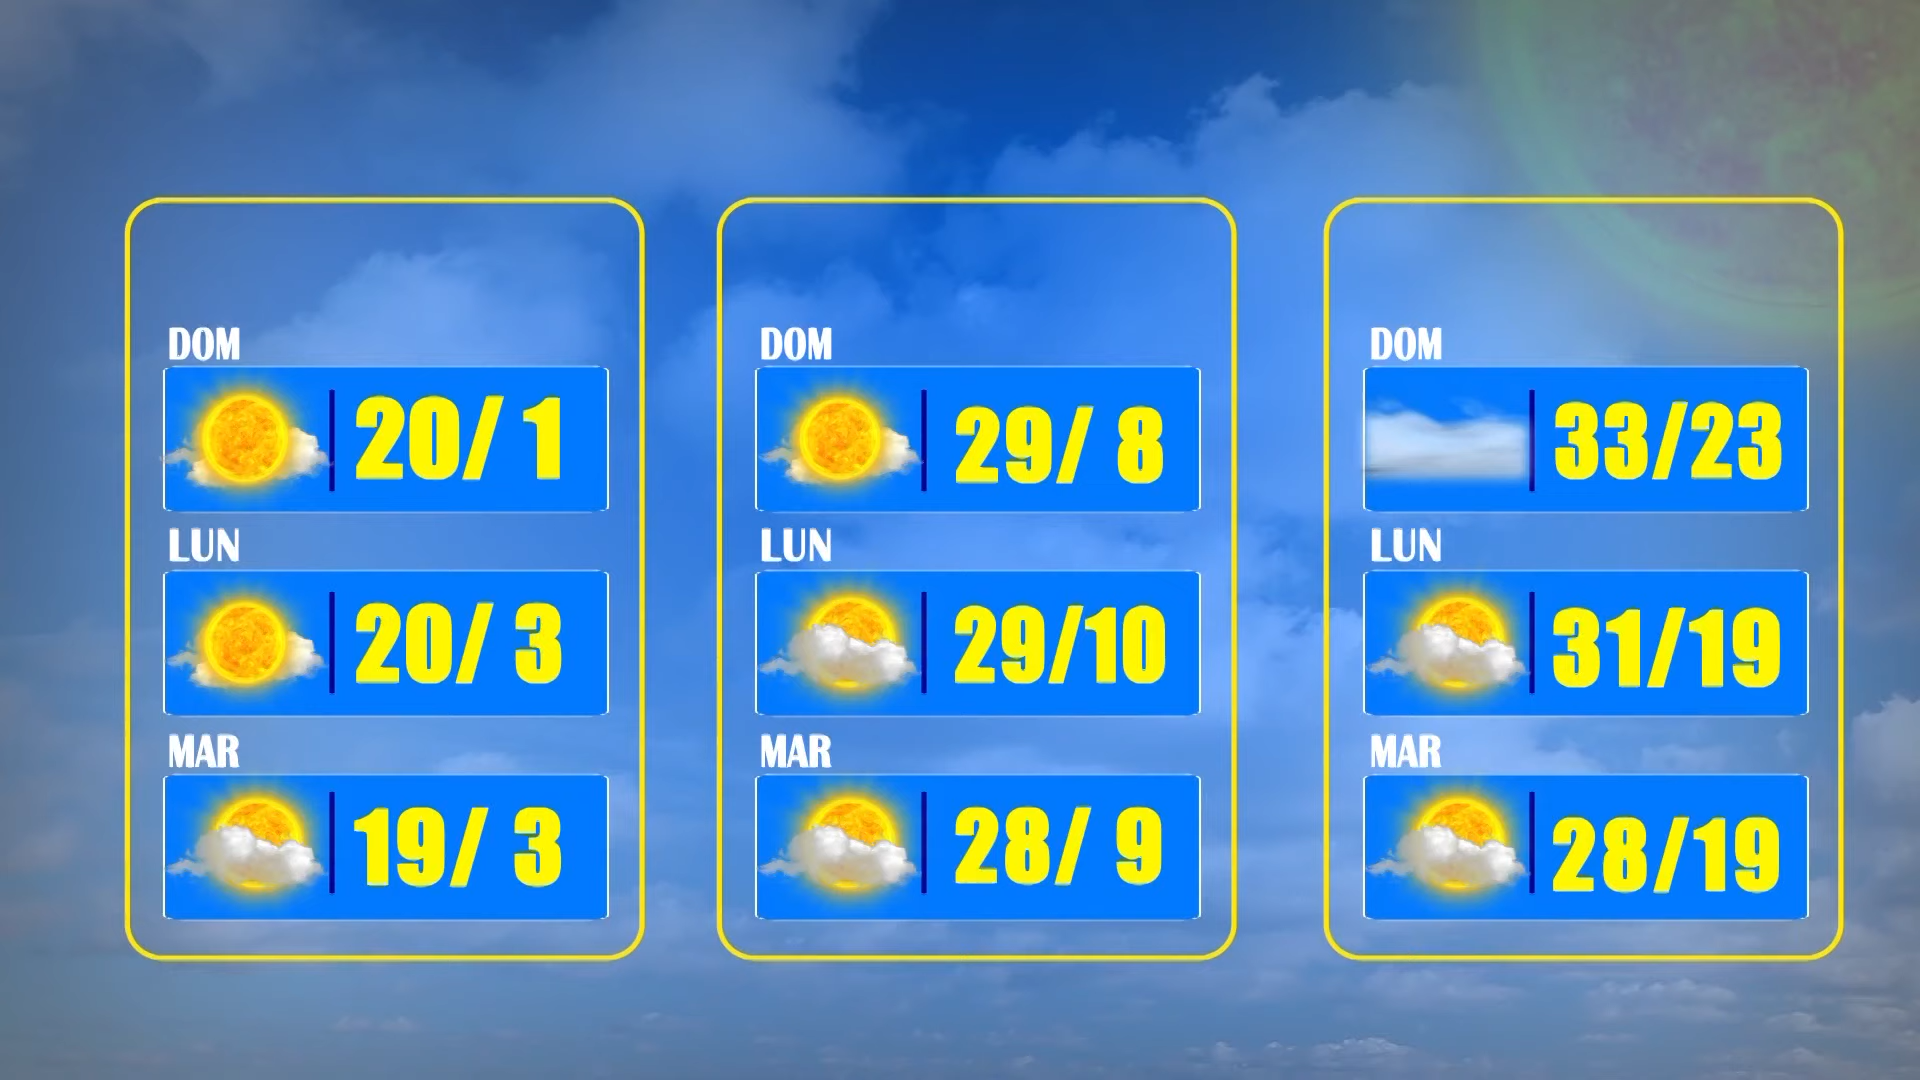 DOM
20/ 1
LUN
20/ 3
MAR
19/ 3
DOM
29/ 8
LUN
29/10
MAR
28/ 9
DOM
33/23
LUN
31/19
MAR
28/19